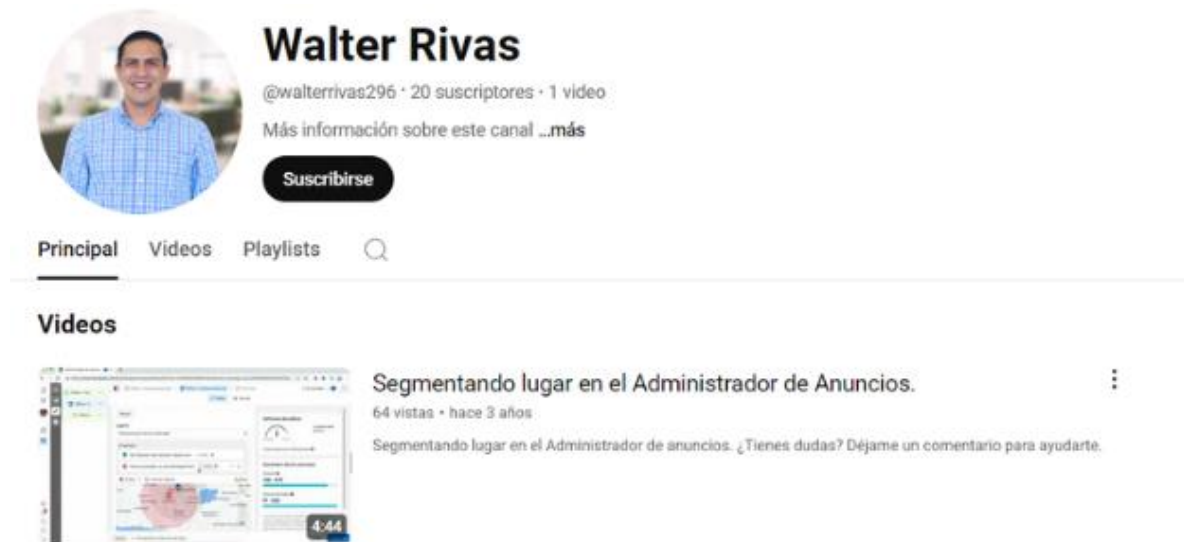 Walter Rivas
@walterrivas296 · 20 suscriptores · 1 video
Más información sobre este canal ...más
Suscribirse
Principal Videos Playlists
Videos
Segmentando lugar en el Administrador de Anuncios.
64 vistas · hace 3 años
Segmentando lugar en el Administrador de anuncios. ¿Tienes dudas? Déjame un comentario para ayudarte.
4:44